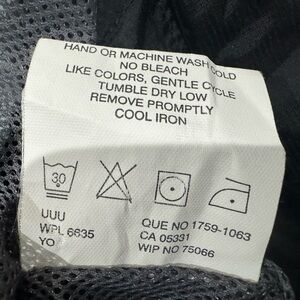 HAND OR MACHINE WASH COLD
NO BLEACH
LIKE COLORS, GENTLE CYCLE
TUMBLE DRY LOW
REMOVE PROMPTLY
COOL IRON
30
UUU
WPL 6635
YO
QUE NO 1759-1063
CA 05331
WIP NO 75066